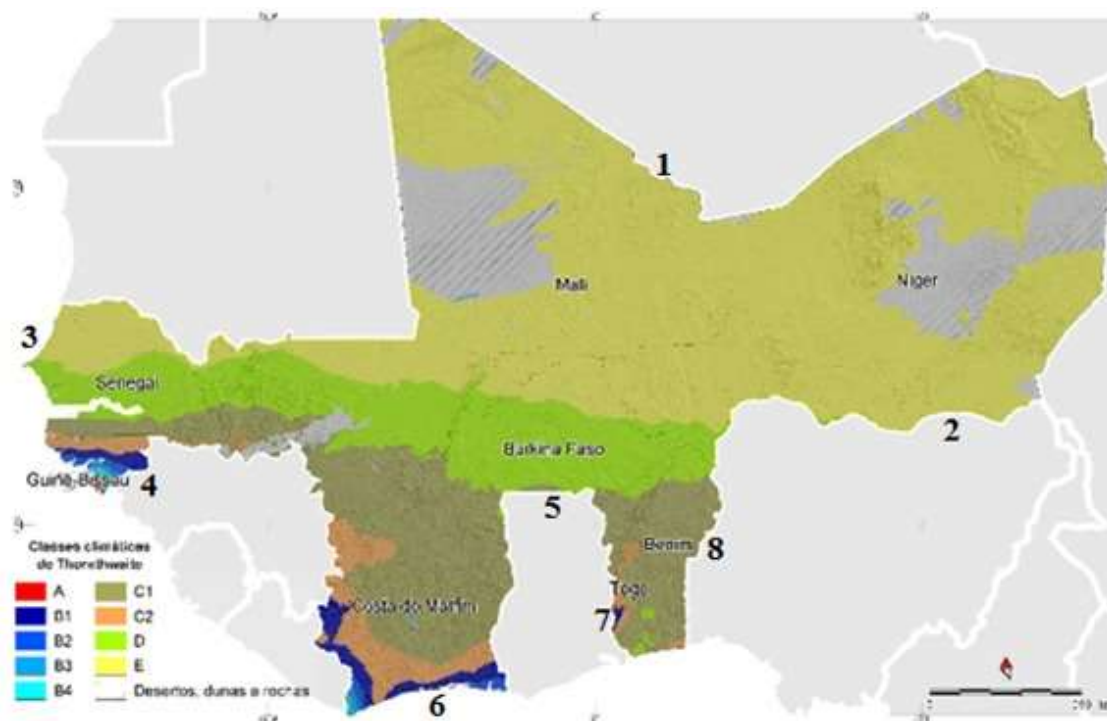 1
Mali
Niger
3
Senegal
2
Burkina Faso
Guiné-Bissau
4
5
Benim
8
Togo
7
Costa do Marfim
6
Classes climáticas
de Thornthwaite
A
C1
B1
C2
B2
D
B3
E
B4
Desertos, dunas e rochas